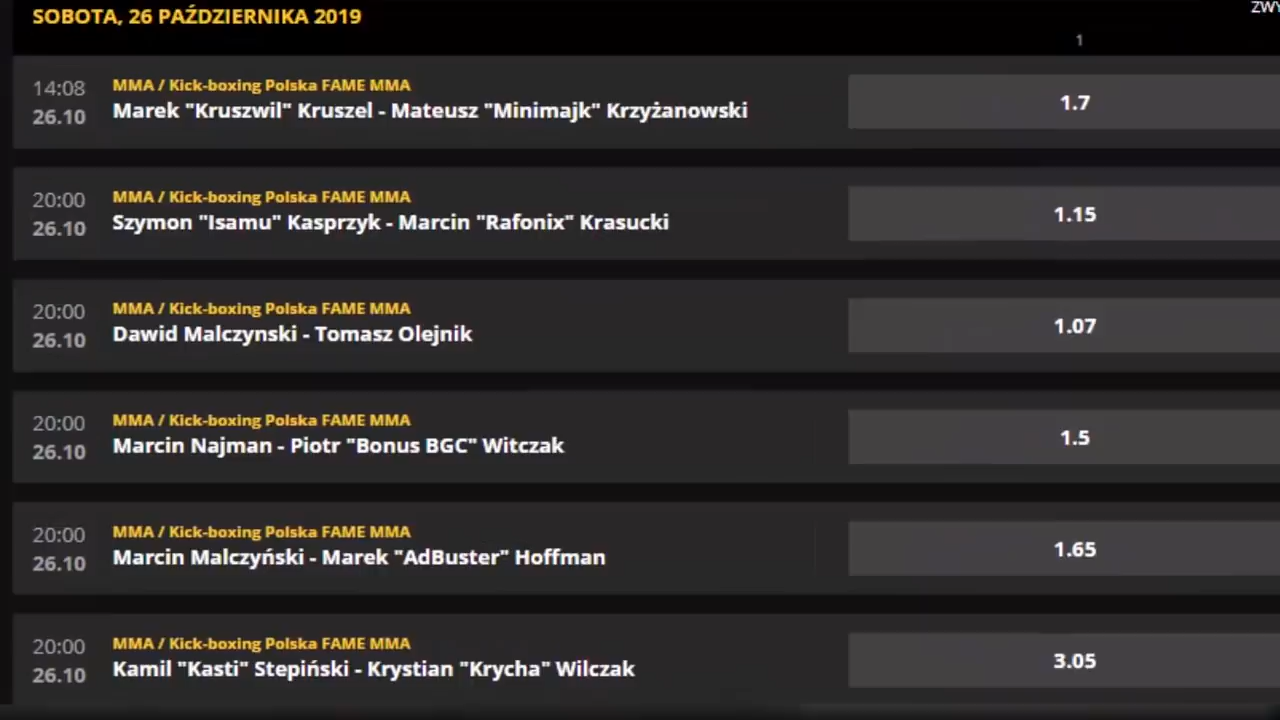 SOBOTA, 26 PAŹDZIERNIKA 2019
ZWY
1
14:08 MMA / Kick-boxing Polska FAME MMA
26.10 Marek "Kruszwil" Kruszel - Mateusz "Minimajk" Krzyżanowski 1.7
20:00 MMA / Kick-boxing Polska FAME MMA
26.10 Szymon "Isamu" Kasprzyk - Marcin "Rafonix" Krasucki 1.15
20:00 MMA / Kick-boxing Polska FAME MMA
26.10 Dawid Malczynski - Tomasz Olejnik 1.07
20:00 MMA / Kick-boxing Polska FAME MMA
26.10 Marcin Najman - Piotr "Bonus BGC" Witczak 1.5
20:00 MMA / Kick-boxing Polska FAME MMA
26.10 Marcin Malczyński - Marek "AdBuster" Hoffman 1.65
20:00 MMA / Kick-boxing Polska FAME MMA
26.10 Kamil "Kasti" Stepiński - Krystian "Krycha" Wilczak 3.05